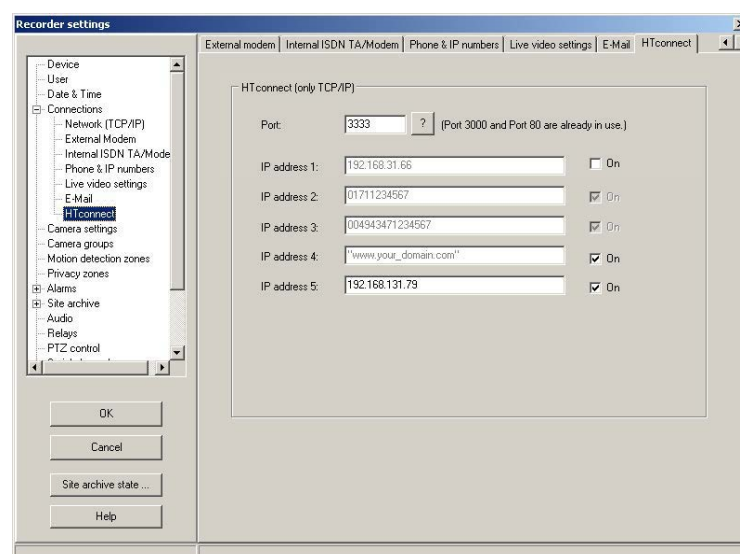 Recorder settings
External modem
Internal ISDN TA/Modem
Phone & IP numbers
Live video settings
E-Mail
HTconnect
Device
User
Date & Time
Connections
Network (TCP/IP)
External Modem
Internal ISDN TA/Mode
Phone & IP numbers
Live video settings
E-Mail
HTconnect
Camera settings
Camera groups
Motion detection zones
Privacy zones
Alarms
Site archive
Audio
Relays
PTZ control
OK
Cancel
Site archive state ...
Help
HTconnect (only TCP/IP)
Port: 3333 ? (Port 3000 and Port 80 are already in use.)
IP address 1: 192.168.31.66 On
IP address 2: 01711234567 On
IP address 3: 004943471234567 On
IP address 4: "www.your_domain.com" On
IP address 5: 192.168.131.79 On